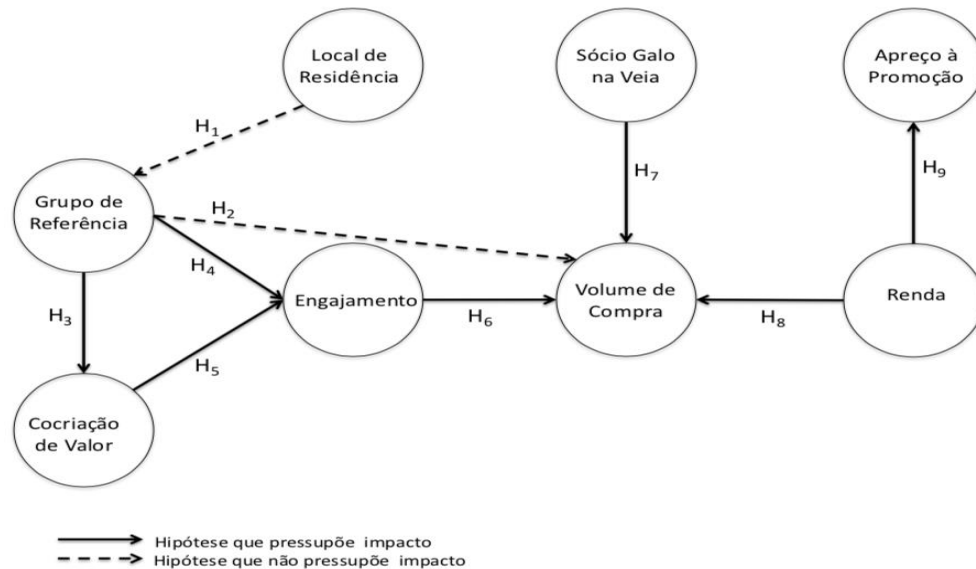 Local de
Residência
Sócio Galo
na Veia
Apreço à
Promoção
H₁
H₇
H₉
Grupo de
Referência
H₂
H₄
Engajamento
Volume de
Compra
Renda
H₃
H₆
H₈
H₅
Cocriação
de Valor
Hipótese que pressupõe impacto
Hipótese que não pressupõe impacto